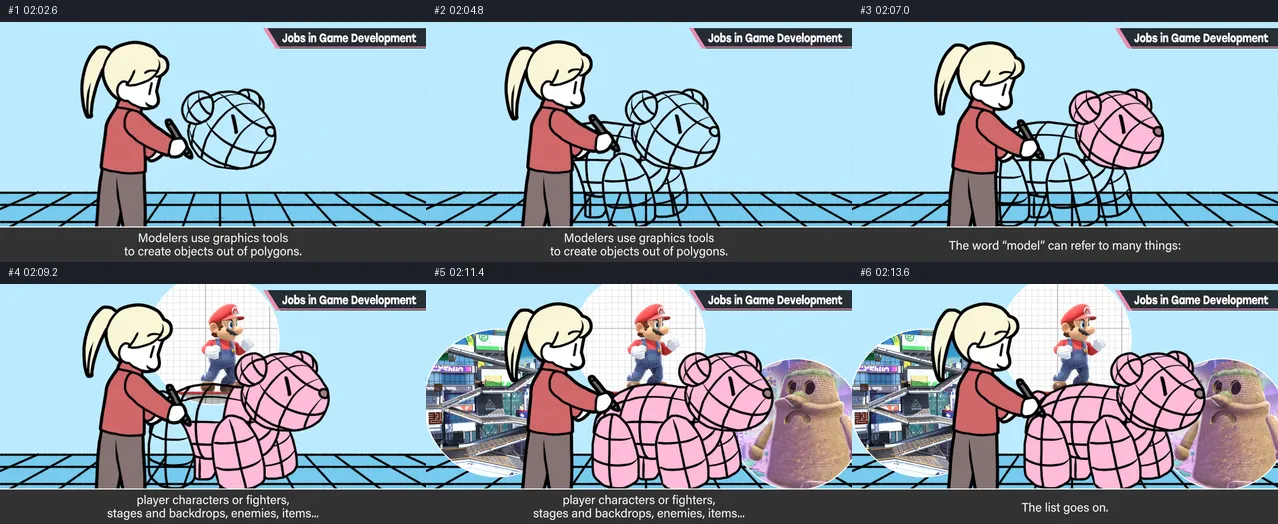 #1 02:02.6
Jobs in Game Development
Modelers use graphics tools
to create objects out of polygons.
#2 02:04.8
Jobs in Game Development
Modelers use graphics tools
to create objects out of polygons.
#3 02:07.0
Jobs in Game Development
The word “model” can refer to many things:
#4 02:09.2
Jobs in Game Development
player characters or fighters,
stages and backdrops, enemies, items...
#5 02:11.4
Jobs in Game Development
player characters or fighters,
stages and backdrops, enemies, items...
#6 02:13.6
Jobs in Game Development
The list goes on.